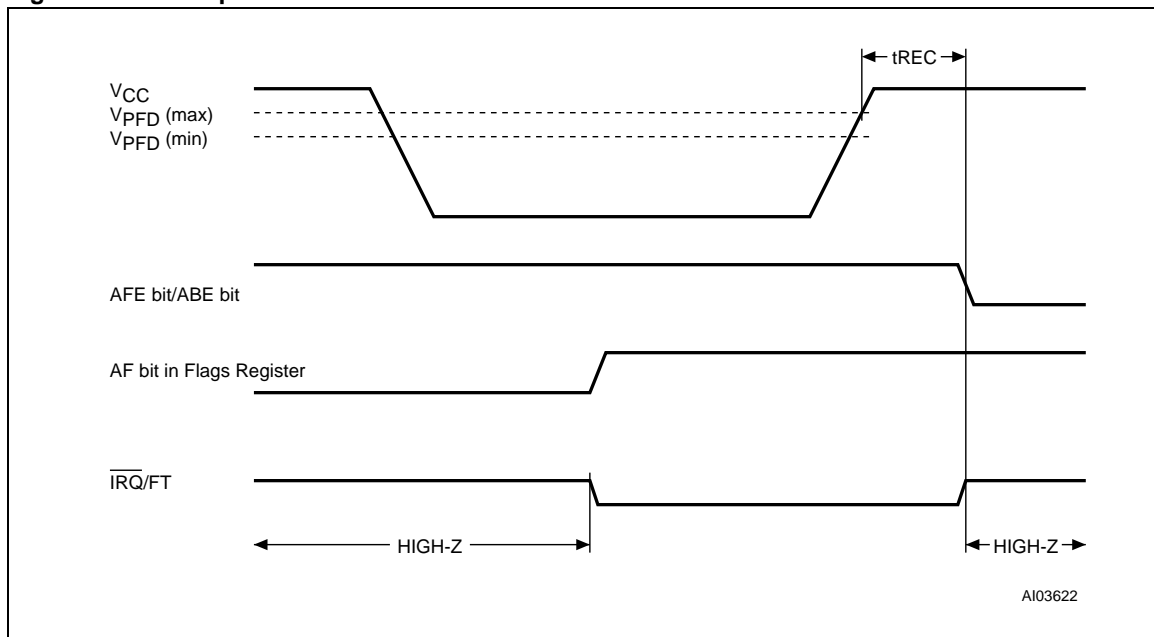 tREC
VCC
VPFD (max)
VPFD (min)
AFE bit/ABE bit
AF bit in Flags Register
IRQ/FT
HIGH-Z
HIGH-Z
AI03622